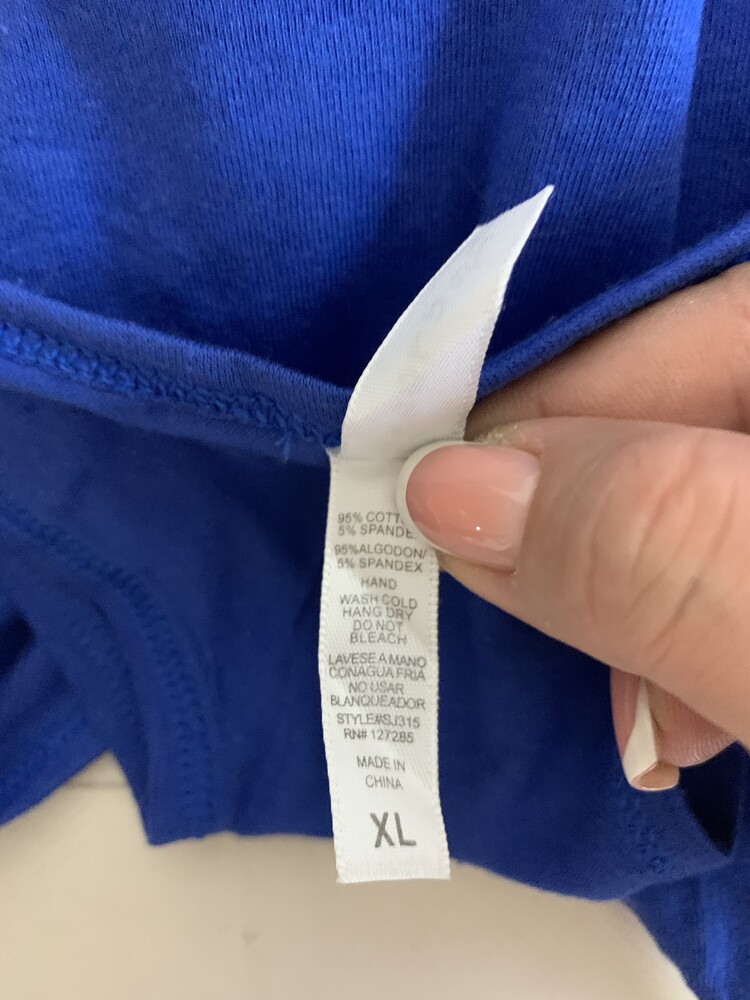 95% COTT
5% SPANDE
95%ALGODON/
5% SPANDEX
HAND
WASH COLD
HANG DRY
DO NOT
BLEACH
LAVESE A MANO
CONAGUA FRIA
NO USAR
BLANQUEADOR
STYLE#SJ315
RN# 127285
MADE IN
CHINA
XL